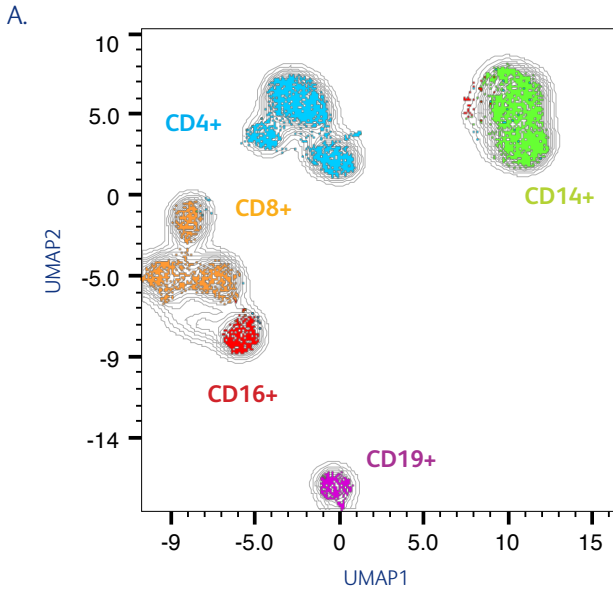 A.
10
5.0
0
-5.0
-9
-14
UMAP2
CD4+
CD14+
CD8+
CD16+
CD19+
-9 -5.0 0 5.0 10 15
UMAP1